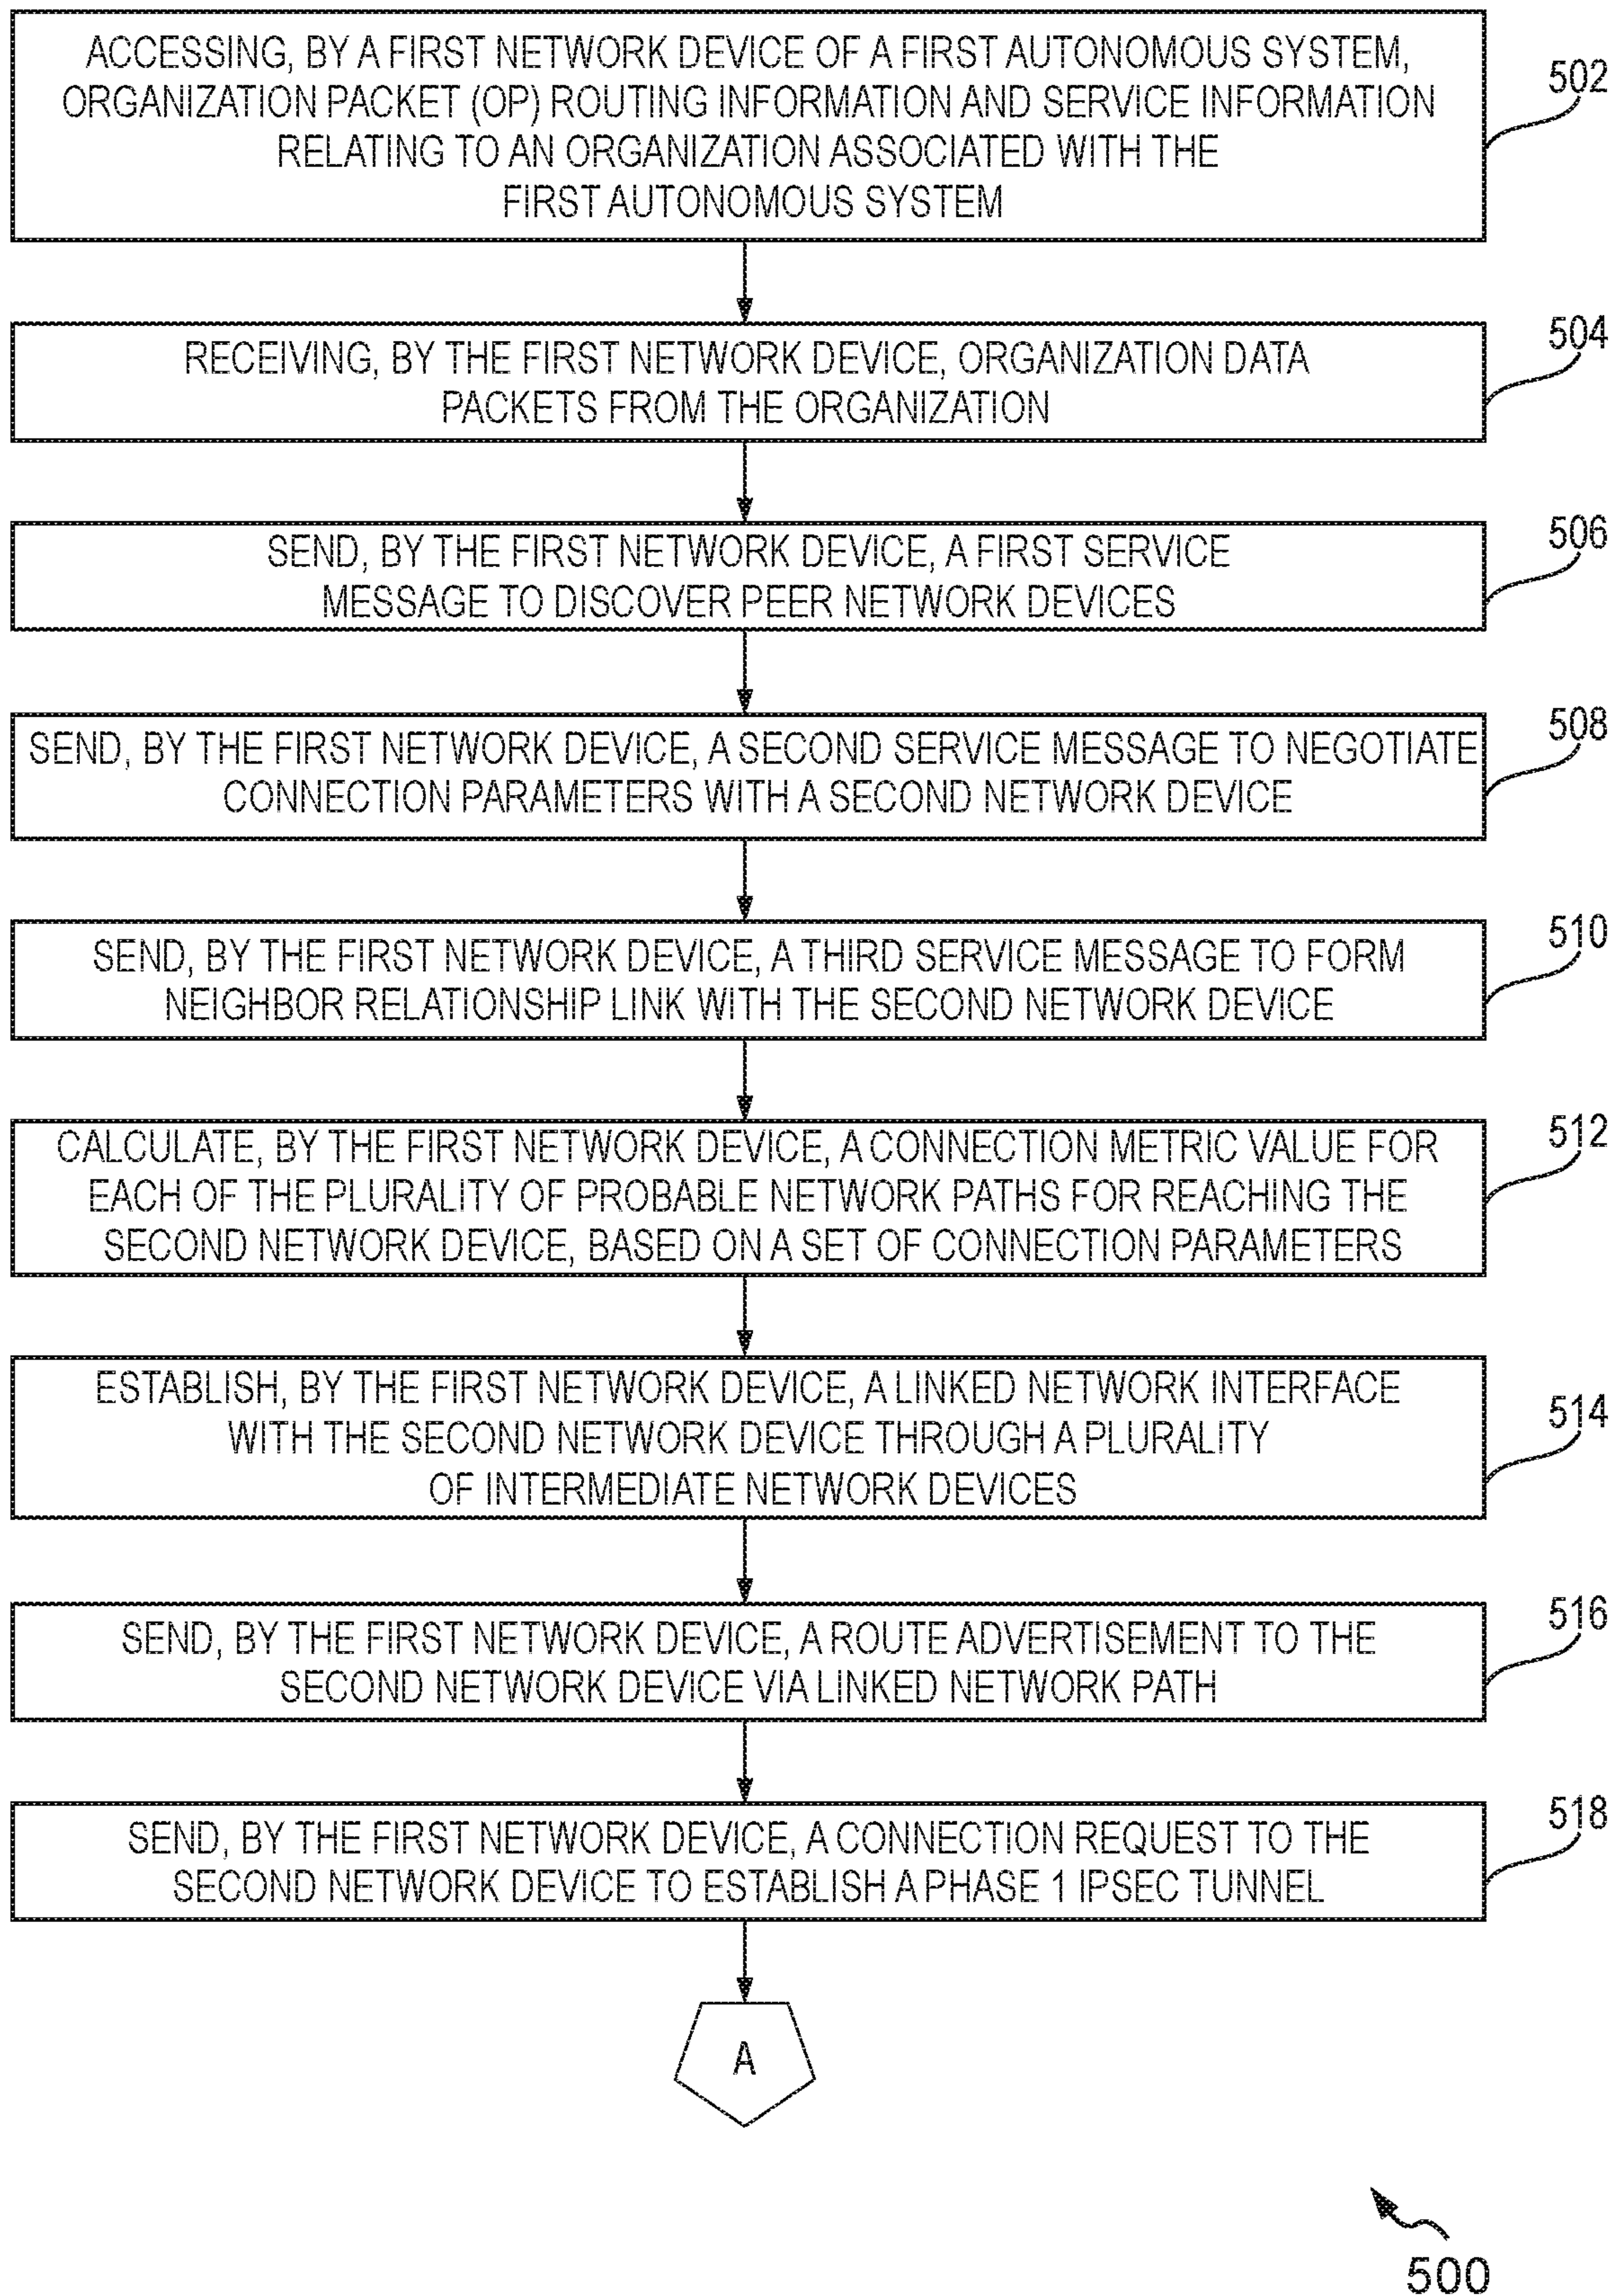 ACCESSING, BY A FIRST NETWORK DEVICE OF A FIRST AUTONOMOUS SYSTEM,
ORGANIZATION PACKET (OP) ROUTING INFORMATION AND SERVICE INFORMATION
RELATING TO AN ORGANIZATION ASSOCIATED WITH THE
FIRST AUTONOMOUS SYSTEM
502
RECEIVING, BY THE FIRST NETWORK DEVICE, ORGANIZATION DATA
PACKETS FROM THE ORGANIZATION
504
SEND, BY THE FIRST NETWORK DEVICE, A FIRST SERVICE
MESSAGE TO DISCOVER PEER NETWORK DEVICES
506
SEND, BY THE FIRST NETWORK DEVICE, A SECOND SERVICE MESSAGE TO NEGOTIATE
CONNECTION PARAMETERS WITH A SECOND NETWORK DEVICE
508
SEND, BY THE FIRST NETWORK DEVICE, A THIRD SERVICE MESSAGE TO FORM
NEIGHBOR RELATIONSHIP LINK WITH THE SECOND NETWORK DEVICE
510
CALCULATE, BY THE FIRST NETWORK DEVICE, A CONNECTION METRIC VALUE FOR
EACH OF THE PLURALITY OF PROBABLE NETWORK PATHS FOR REACHING THE
SECOND NETWORK DEVICE, BASED ON A SET OF CONNECTION PARAMETERS
512
ESTABLISH, BY THE FIRST NETWORK DEVICE, A LINKED NETWORK INTERFACE
WITH THE SECOND NETWORK DEVICE THROUGH A PLURALITY
OF INTERMEDIATE NETWORK DEVICES
514
SEND, BY THE FIRST NETWORK DEVICE, A ROUTE ADVERTISEMENT TO THE
SECOND NETWORK DEVICE VIA LINKED NETWORK PATH
516
SEND, BY THE FIRST NETWORK DEVICE, A CONNECTION REQUEST TO THE
SECOND NETWORK DEVICE TO ESTABLISH A PHASE 1 IPSEC TUNNEL
518
A
500